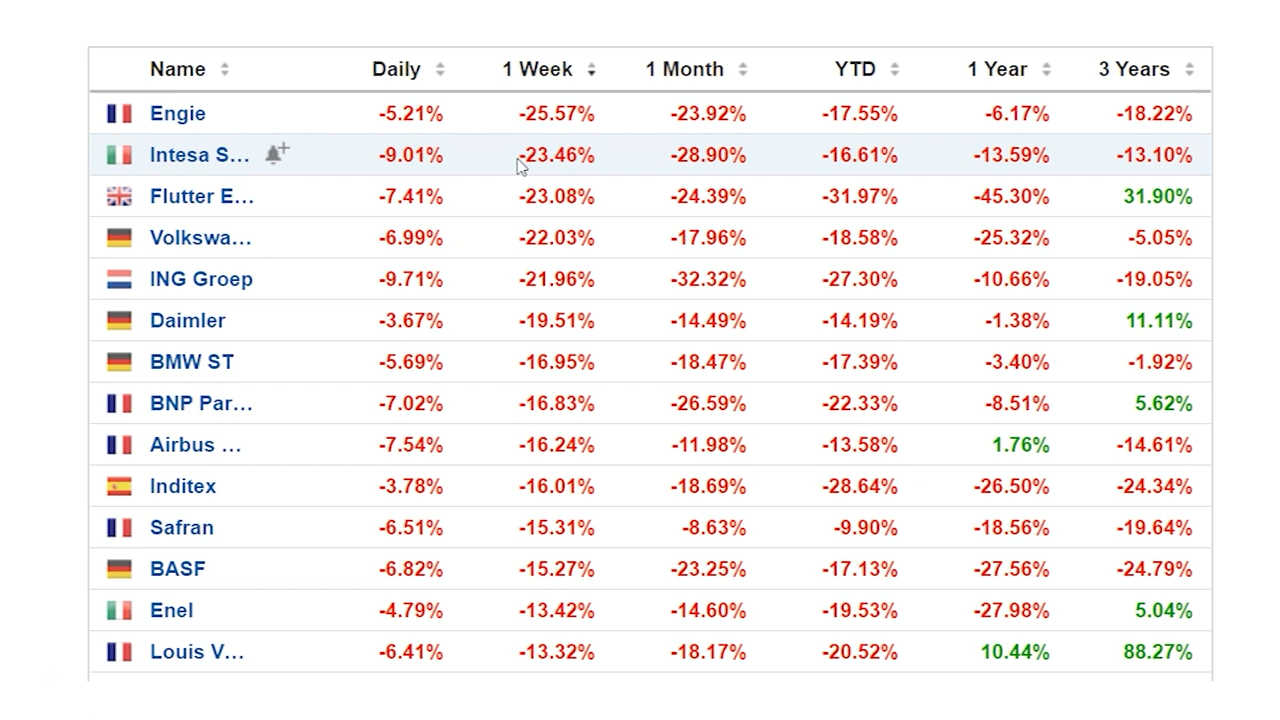 Name Daily 1 Week 1 Month YTD 1 Year 3 Years
Engie -5.21% -25.57% -23.92% -17.55% -6.17% -18.22%
Intesa S... -9.01% -23.46% -28.90% -16.61% -13.59% -13.10%
Flutter E... -7.41% -23.08% -24.39% -31.97% -45.30% 31.90%
Volkswa... -6.99% -22.03% -17.96% -18.58% -25.32% -5.05%
ING Groep -9.71% -21.96% -32.32% -27.30% -10.66% -19.05%
Daimler -3.67% -19.51% -14.49% -14.19% -1.38% 11.11%
BMW ST -5.69% -16.95% -18.47% -17.39% -3.40% -1.92%
BNP Par... -7.02% -16.83% -26.59% -22.33% -8.51% 5.62%
Airbus ... -7.54% -16.24% -11.98% -13.58% 1.76% -14.61%
Inditex -3.78% -16.01% -18.69% -28.64% -26.50% -24.34%
Safran -6.51% -15.31% -8.63% -9.90% -18.56% -19.64%
BASF -6.82% -15.27% -23.25% -17.13% -27.56% -24.79%
Enel -4.79% -13.42% -14.60% -19.53% -27.98% 5.04%
Louis V... -6.41% -13.32% -18.17% -20.52% 10.44% 88.27%